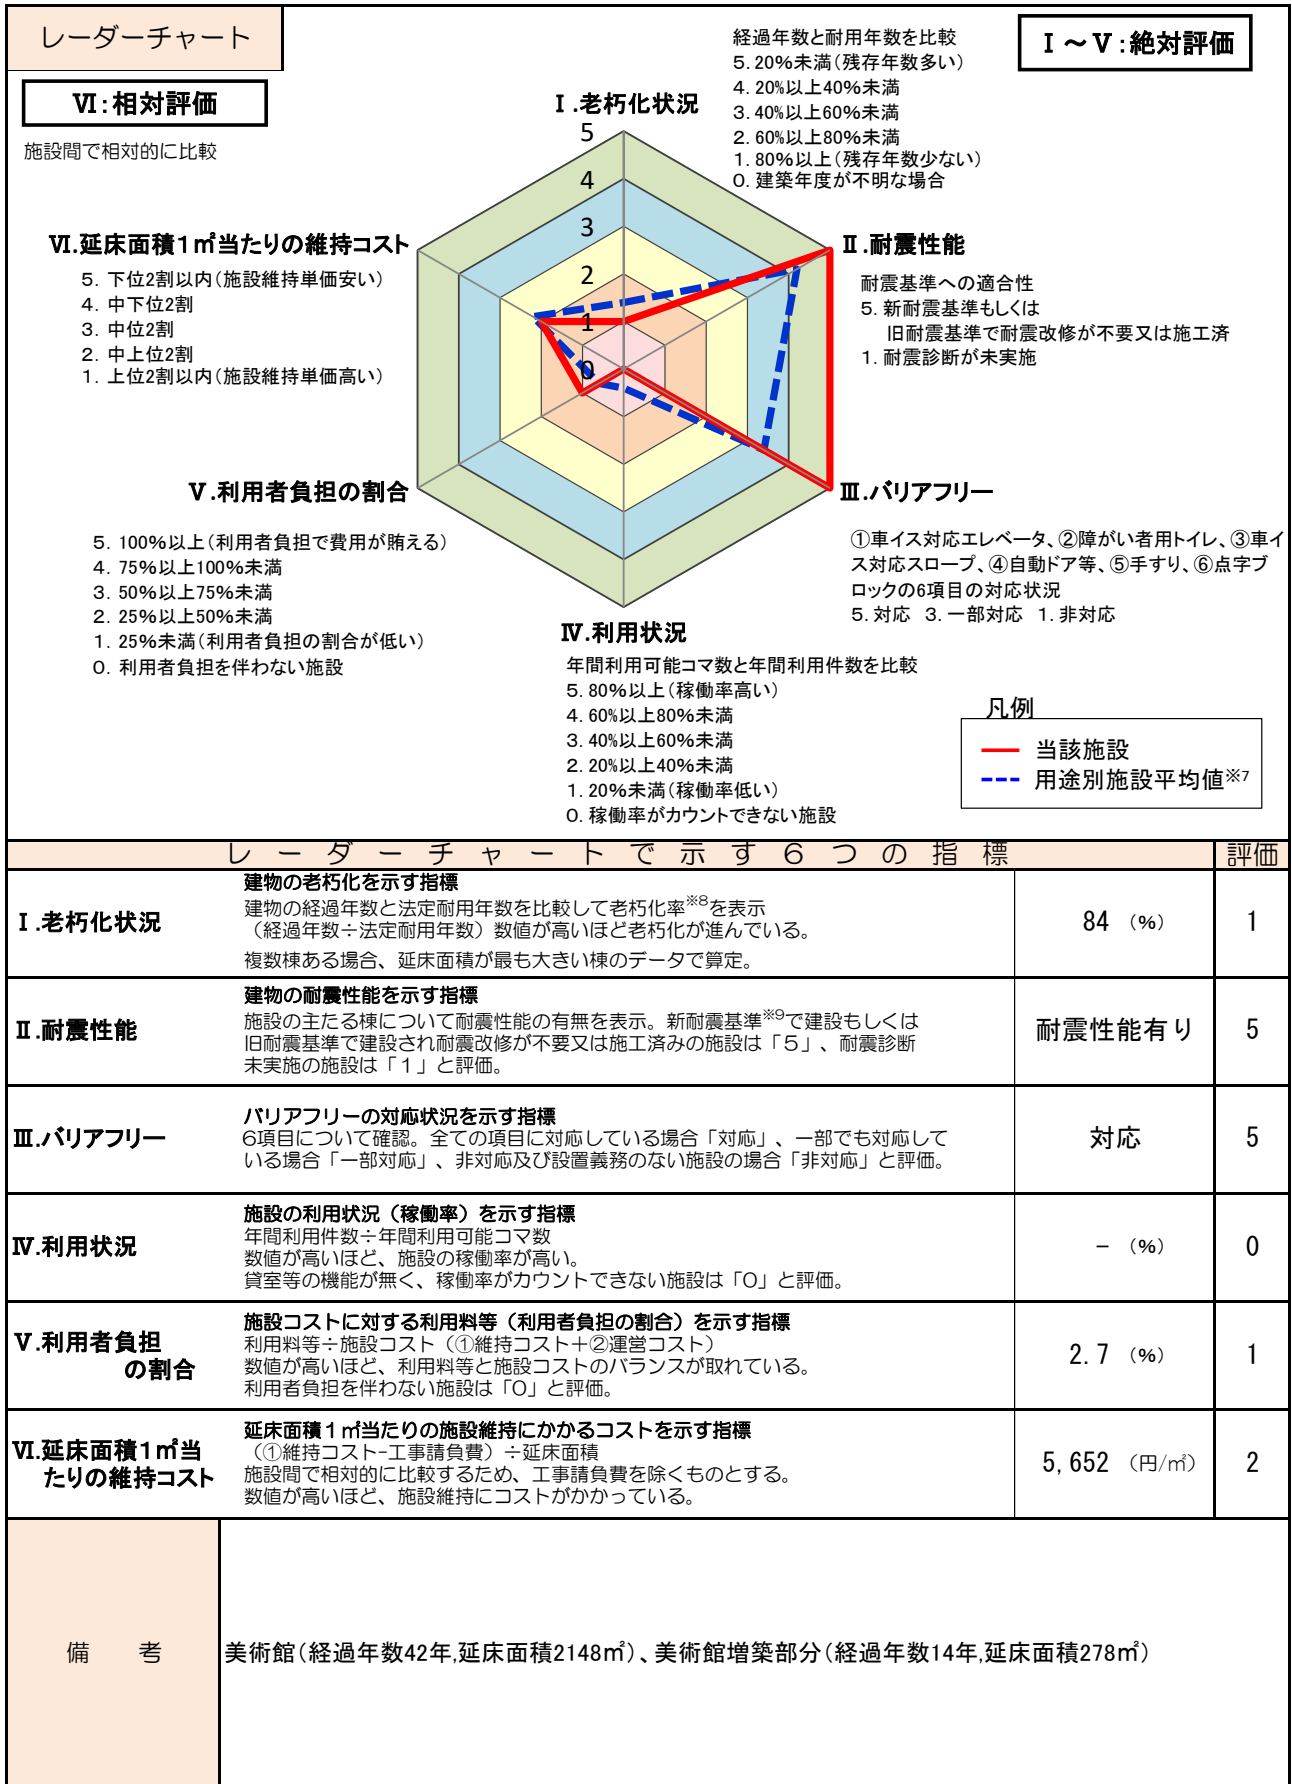 レーダーチャート
Ⅰ～Ⅴ:絶対評価
Ⅵ:相対評価
施設間で相対的に比較
Ⅰ.老朽化状況
経過年数と耐用年数を比較
5.20％未満(残存年数多い)
4.20％以上40％未満
3.40％以上60％未満
2.60％以上80％未満
1.80％以上(残存年数少ない)
0.建築年度が不明な場合
5
4
3
2
1
0
Ⅱ.耐震性能
耐震基準への適合性
5.新耐震基準もしくは
旧耐震基準で耐震改修が不要又は施工済
1.耐震診断が未実施
Ⅲ.バリアフリー
①車イス対応エレベータ、②障がい者用トイレ、③車イ
ス対応スロープ、④自動ドア等、⑤手すり、⑥点字ブ
ロックの6項目の対応状況
5.対応 3.一部対応 1.非対応
Ⅳ.利用状況
年間利用可能コマ数と年間利用件数を比較
5.80％以上(稼働率高い)
4.60％以上80％未満
3.40％以上60％未満
2.20％以上40％未満
1.20％未満(稼働率低い)
0.稼働率がカウントできない施設
Ⅴ.利用者負担の割合
5. 100％以上(利用者負担で費用が賄える)
4. 75％以上100％未満
3. 50％以上75％未満
2. 25％以上50％未満
1. 25％未満(利用者負担の割合が低い)
0. 利用者負担を伴わない施設
Ⅵ.延床面積1㎡当たりの維持コスト
5. 下位2割以内(施設維持単価安い)
4. 中下位2割
3. 中位2割
2. 中上位2割
1. 上位2割以内(施設維持単価高い)
凡例
当該施設
用途別施設平均値※7
レーダーチャートで示す6つの指標 評価
Ⅰ.老朽化状況
建物の老朽化を示す指標
建物の経過年数と法定耐用年数を比較して老朽化率※8を表示
（経過年数÷法定耐用年数）数値が高いほど老朽化が進んでいる。
複数棟ある場合、延床面積が最も大きい棟のデータで算定。
84 (%) 1
Ⅱ.耐震性能
建物の耐震性能を示す指標
施設の主たる棟について耐震性能の有無を表示。新耐震基準※9で建設もしくは
旧耐震基準で建設され耐震改修が不要又は施工済みの施設は「5」、耐震診断
未実施の施設は「1」と評価。
耐震性能有り 5
Ⅲ.バリアフリー
バリアフリーの対応状況を示す指標
6項目について確認。全ての項目に対応している場合「対応」、一部でも対応して
いる場合「一部対応」、非対応及び設置義務のない施設の場合「非対応」と評価。
対応 5
Ⅳ.利用状況
施設の利用状況（稼働率）を示す指標
年間利用件数÷年間利用可能コマ数
数値が高いほど、施設の稼働率が高い。
貸室等の機能が無く、稼働率がカウントできない施設は「0」と評価。
－ (%) 0
Ⅴ.利用者負担
の割合
施設コストに対する利用料等（利用者負担の割合）を示す指標
利用料等÷施設コスト（①維持コスト＋②運営コスト）
数値が高いほど、利用料等と施設コストのバランスが取れている。
利用者負担を伴わない施設は「0」と評価。
2.7 (%) 1
Ⅵ.延床面積1㎡当
たりの維持コスト
延床面積1㎡当たりの施設維持にかかるコストを示す指標
（①維持コスト-工事請負費）÷延床面積
施設間で相対的に比較するため、工事請負費を除くものとする。
数値が高いほど、施設維持にコストがかかっている。
5,652 (円/㎡) 2
備 考
美術館(経過年数42年,延床面積2148㎡)、美術館増築部分(経過年数14年,延床面積278㎡)